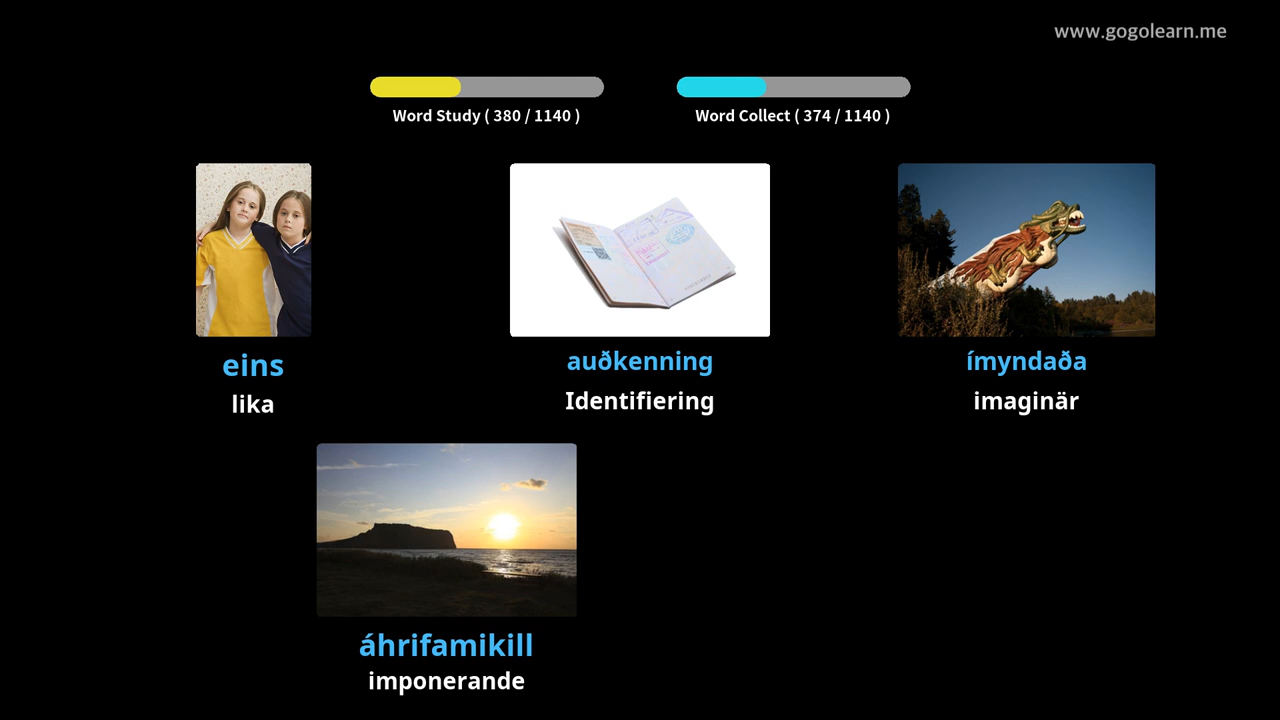 www.gogolearn.me
Word Study ( 380 / 1140 )
Word Collect ( 374 / 1140 )
eins
lika
auðkenning
Identifiering
ímyndaða
imaginär
áhrifamikill
imponerande